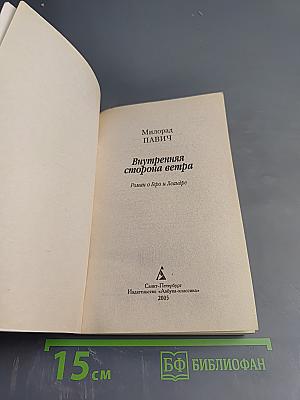 Милорад
ПАВИЧ
Внутренняя
сторона ветра
Роман о Геро и Леандре
Санкт-Петербург
Издательство «Азбука-классика»
2005
15 см
БФ БИБЛИОФАН